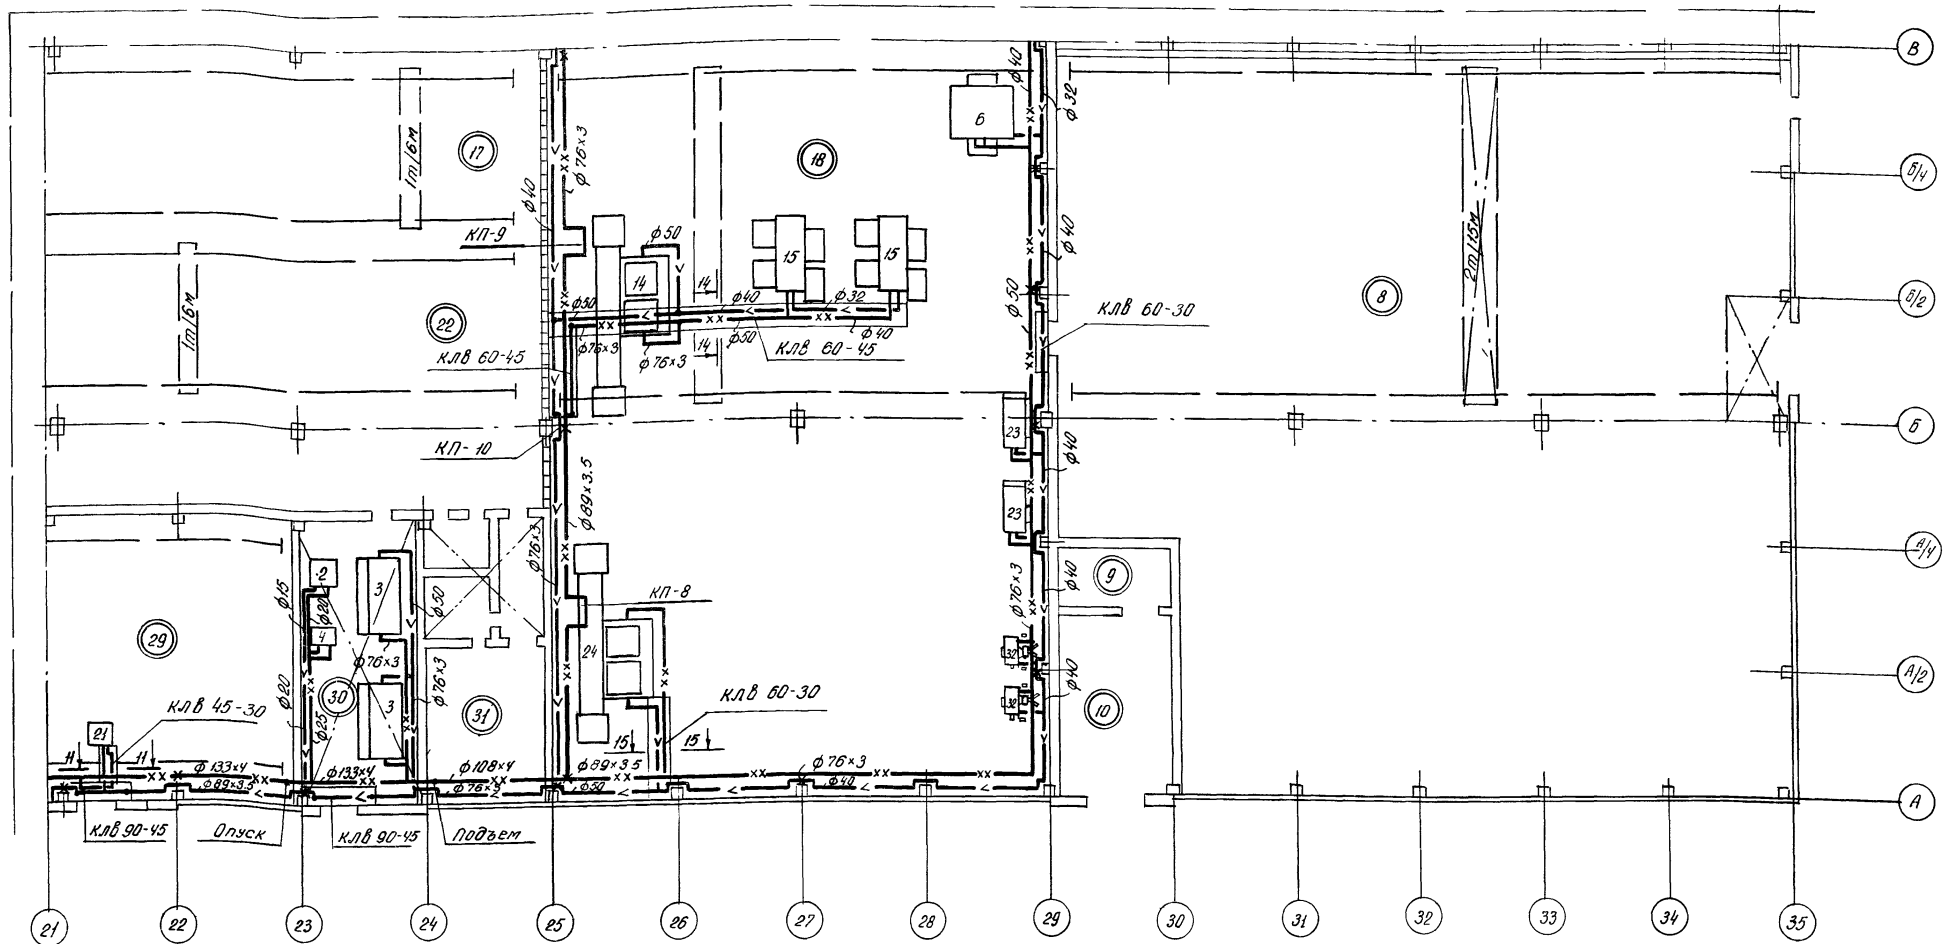 В
ф40
ф32
6
17
18
1т/6м
ф76×3
Б/4
ф40
КП-9
ф50
15
15
ф40
2т/15м
14
14
8
Б/2
1т/6м
22
ф50
ф40
ф32
ф50
КЛВ 60-30
ф76×3
ф50
ф40
КЛВ 60-45
ф76×3
14
КЛВ 60-45
23
Б
КП-10
ф40
ф89×3.5
23
ф76×3
А/4
2
3
ф15
ф20
ф50
9
ф40
ф76×3
КП-8
4
29
24
32
ф76×3
А/2
ф20
30
3
ф76×3
ф40
КЛВ 60-30
КЛВ 45-30
ф25
31
32
10
21
15
15
11
11
ф133×4
ф133×4
ф108×4
ф89×3.5
ф76×3
ф89×3.5
ф76×3
ф50
ф40
А
КЛВ 90-45
Опуск
КЛВ 90-45
Подъем
21
22
23
24
25
26
27
28
29
30
31
32
33
34
35